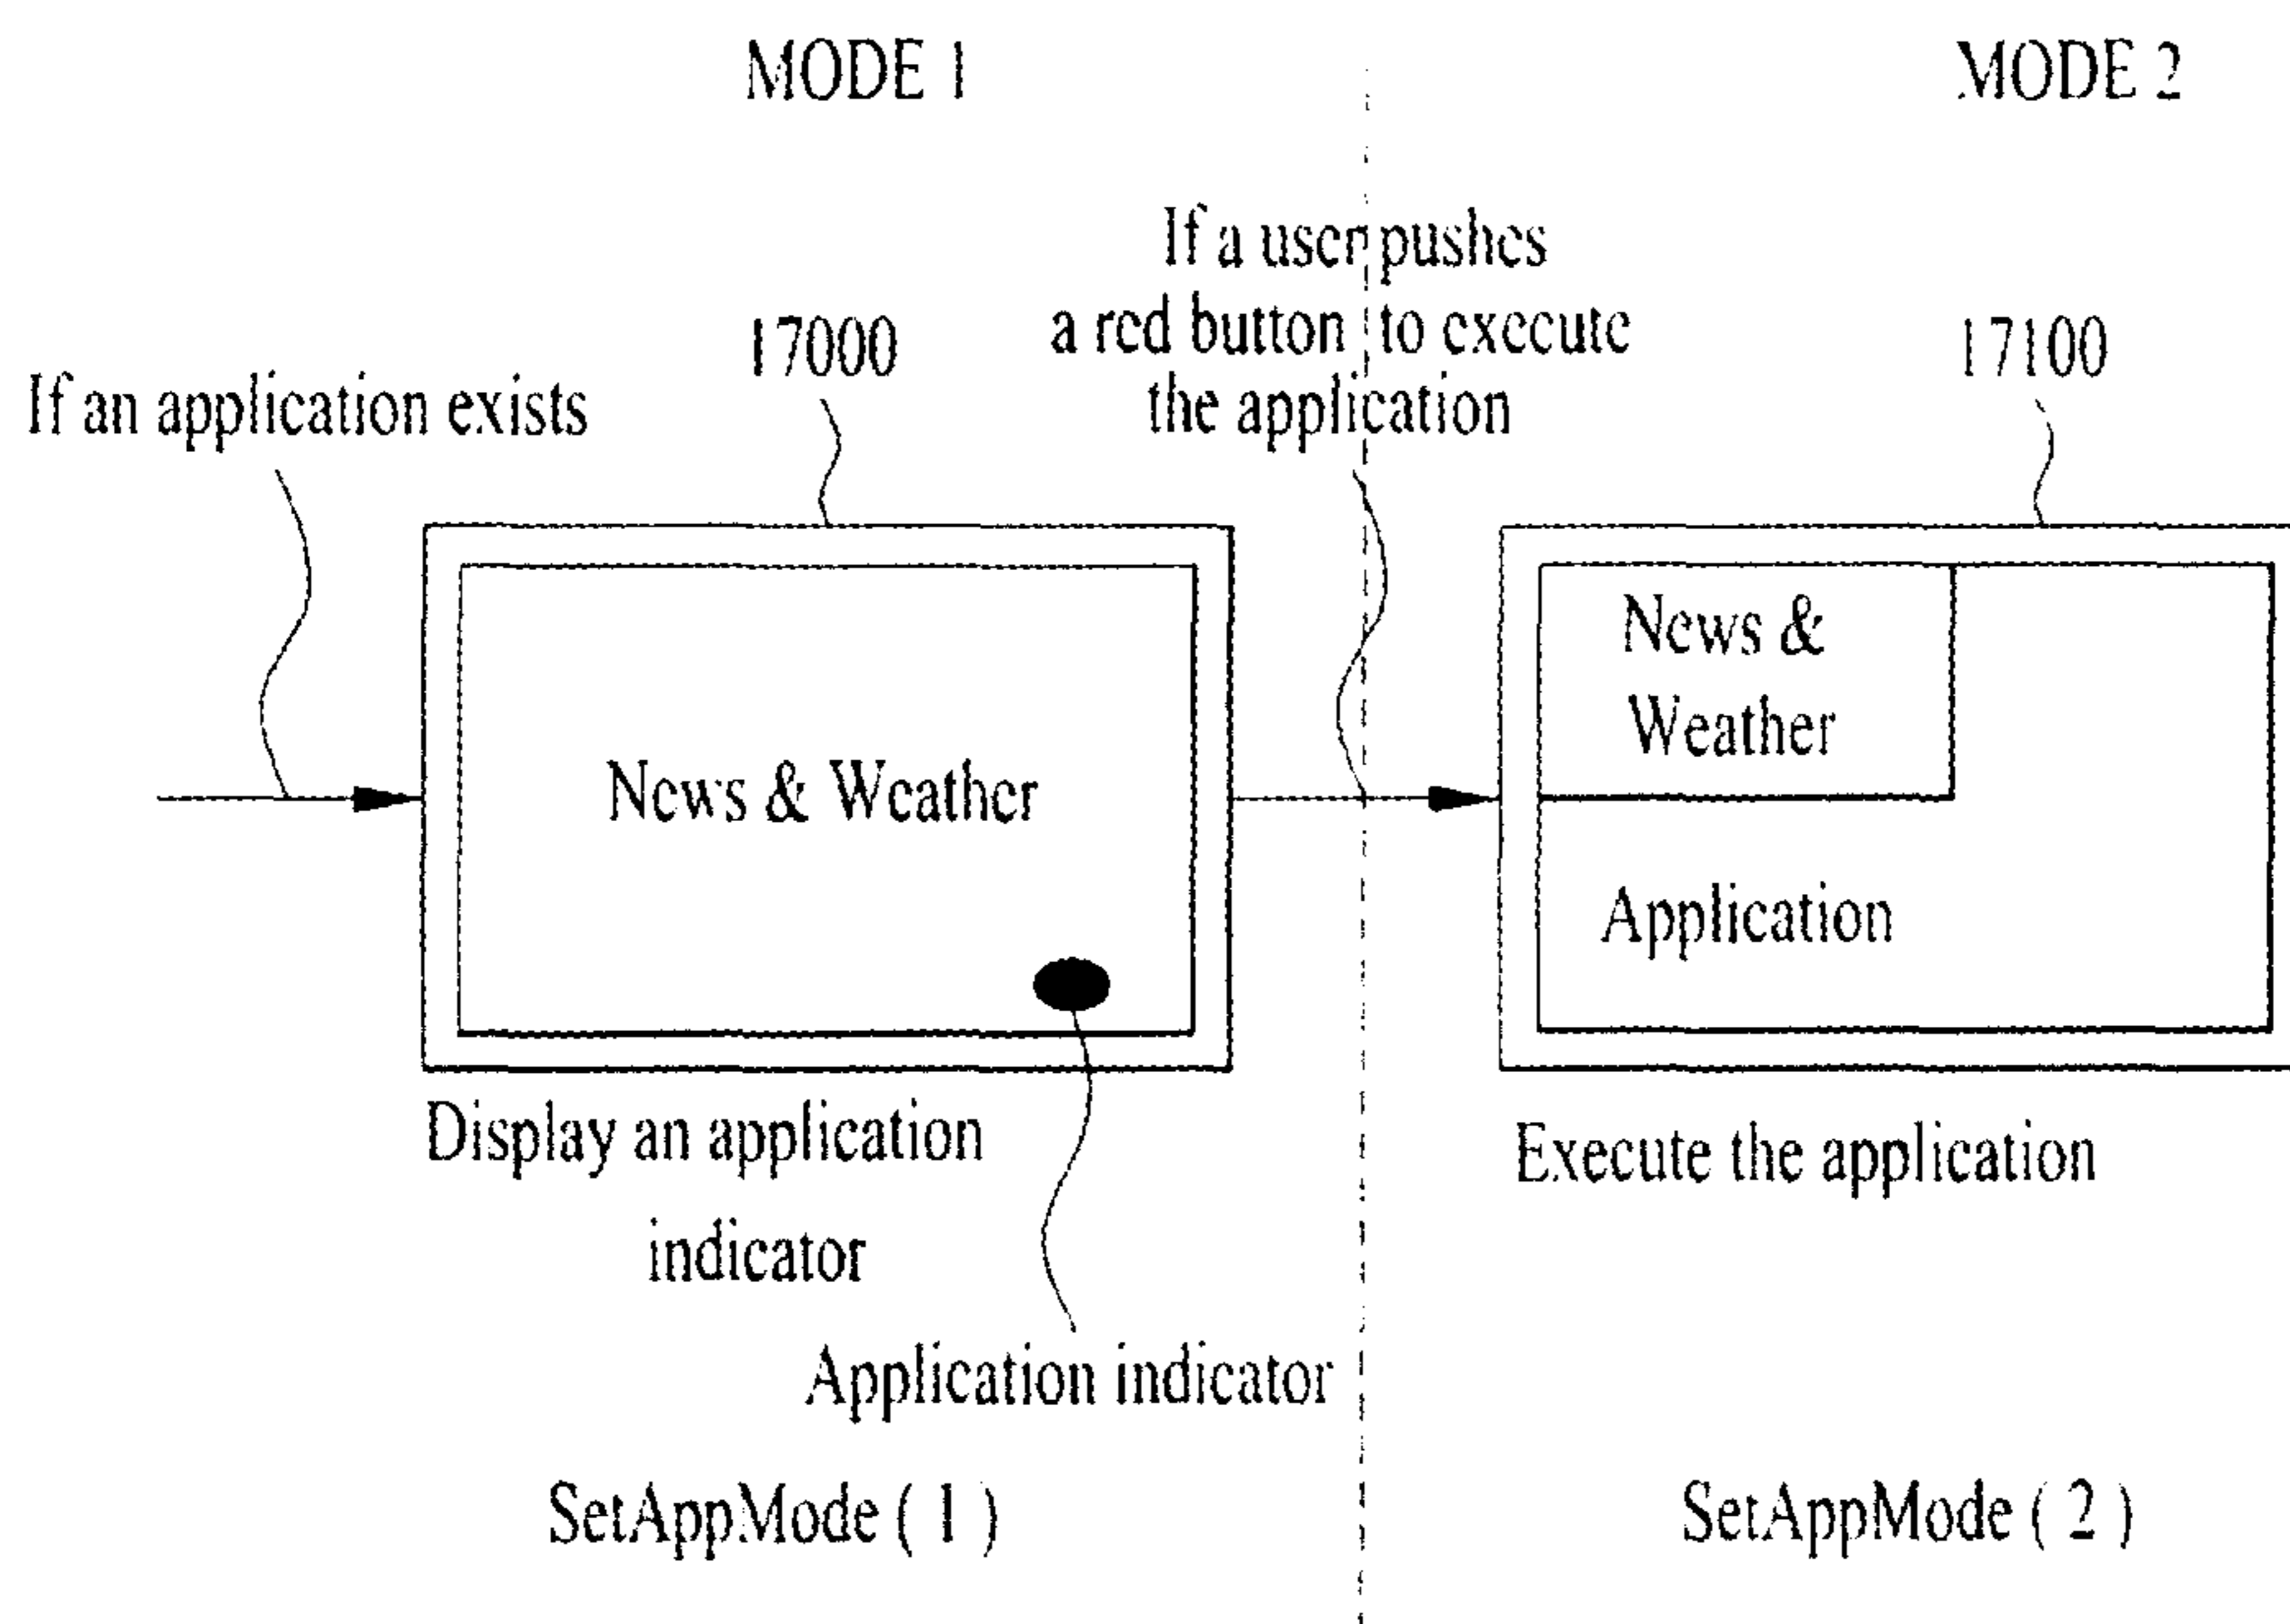 MODE 1
MODE 2
If an application exists
17000
If a user pushes
a red button to execute
the application
17100
News & Weather
News &
Weather
Application
Display an application
indicator
Application indicator
Execute the application
SetAppMode ( 1 )
SetAppMode ( 2 )